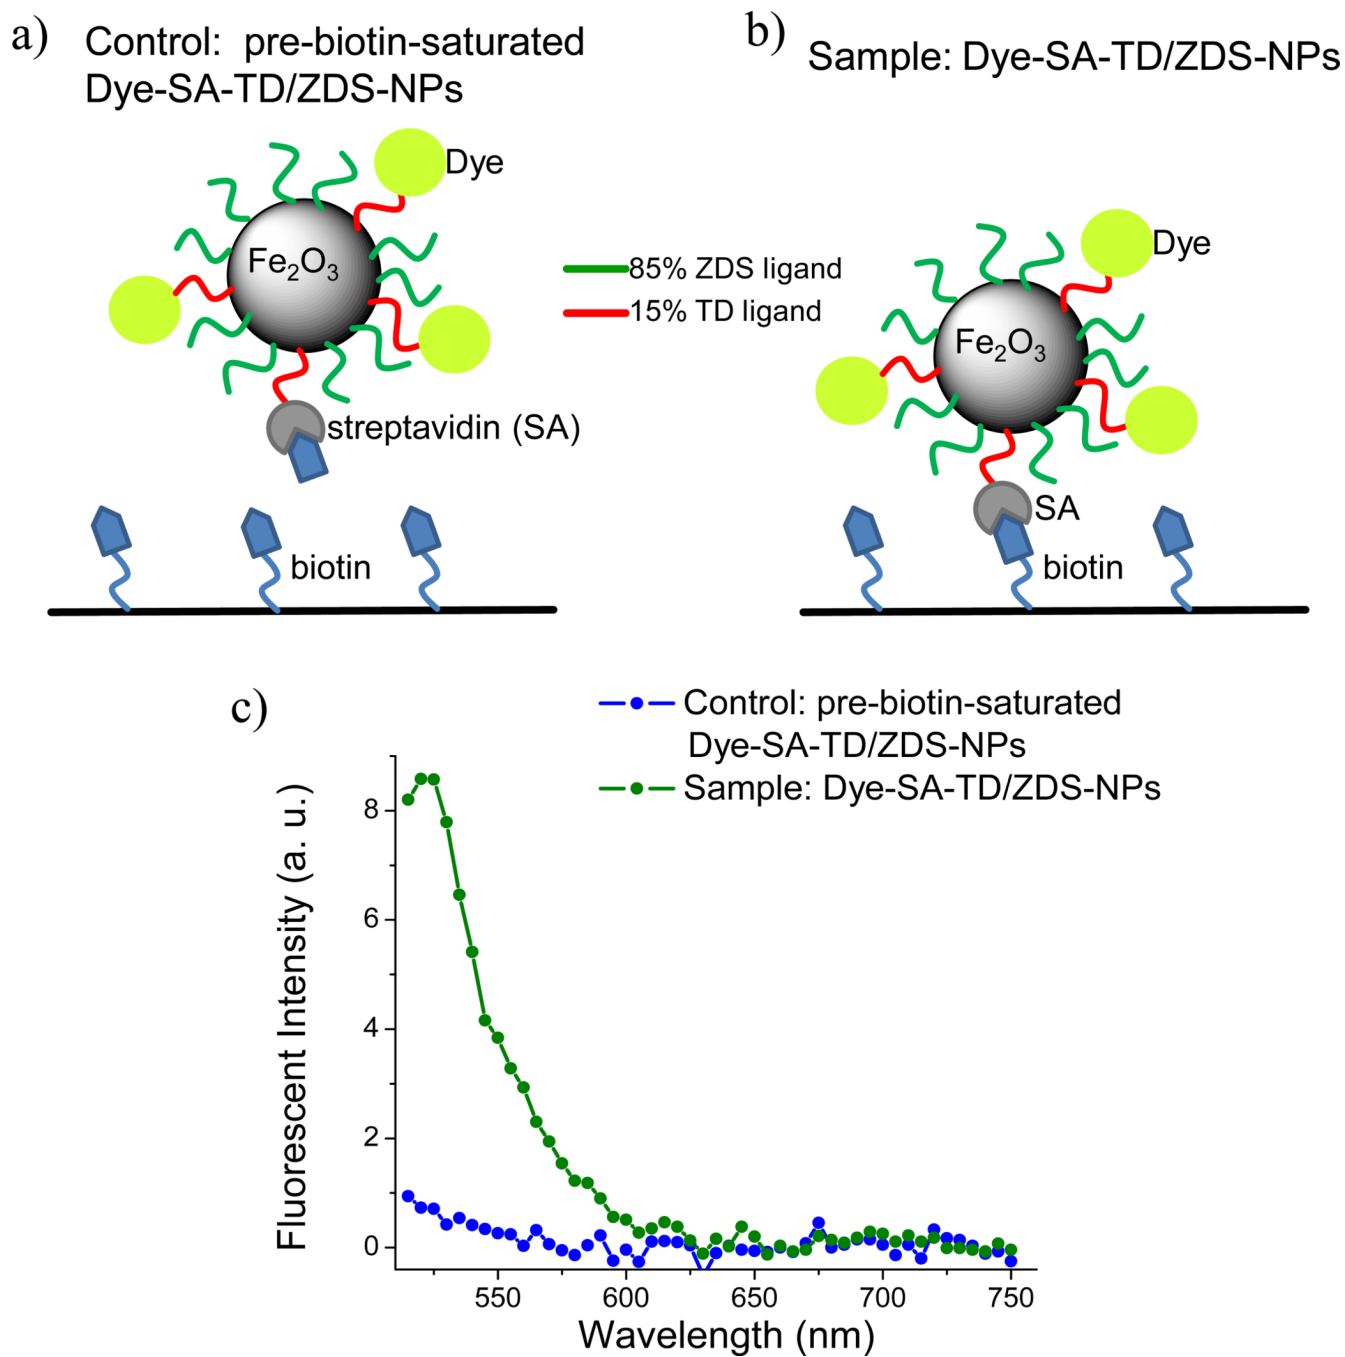 a)
Control: pre-biotin-saturated
Dye-SA-TD/ZDS-NPs
Dye
Fe₂O₃
streptavidin (SA)
biotin
85% ZDS ligand
15% TD ligand
b)
Sample: Dye-SA-TD/ZDS-NPs
Dye
Fe₂O₃
SA
biotin
c)
Control: pre-biotin-saturated
Dye-SA-TD/ZDS-NPs
Sample: Dye-SA-TD/ZDS-NPs
Fluorescent Intensity (a. u.)
8
6
4
2
0
550
600
650
700
750
Wavelength (nm)